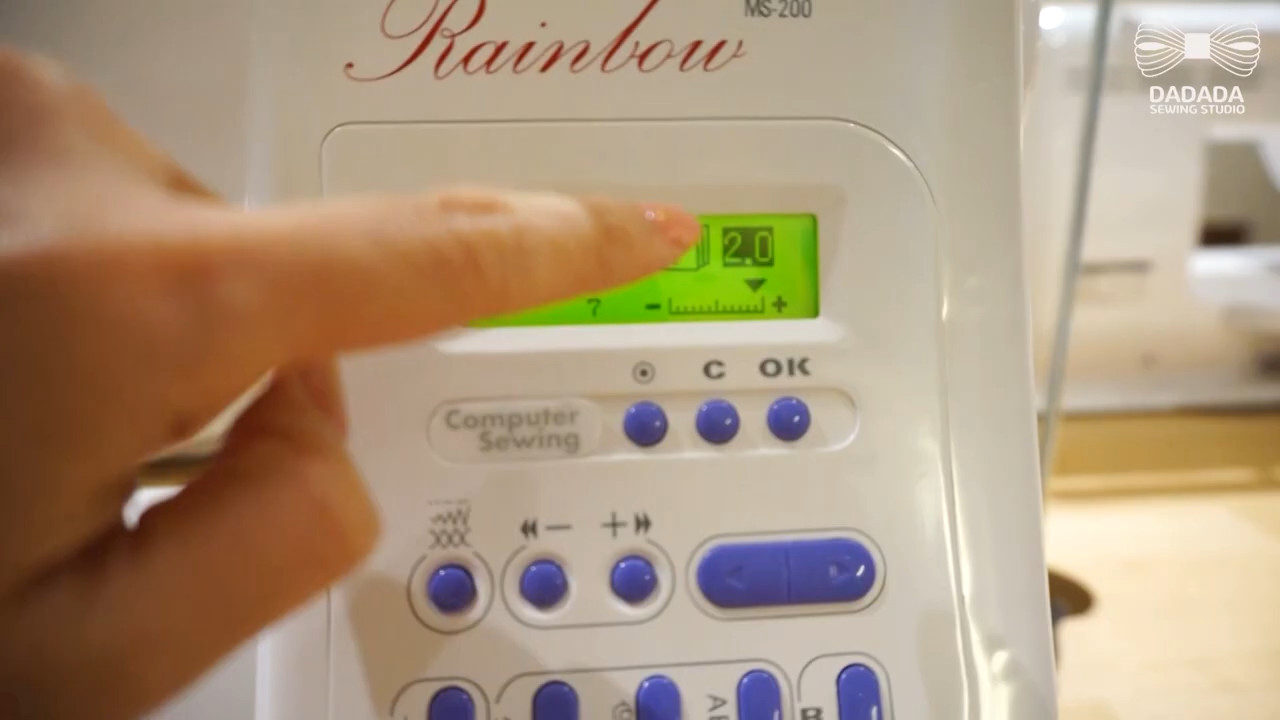 Rainbow
MS-200
DADADA
SEWING STUDIO
2.0
?
- +
C OK
Computer
Sewing
- +